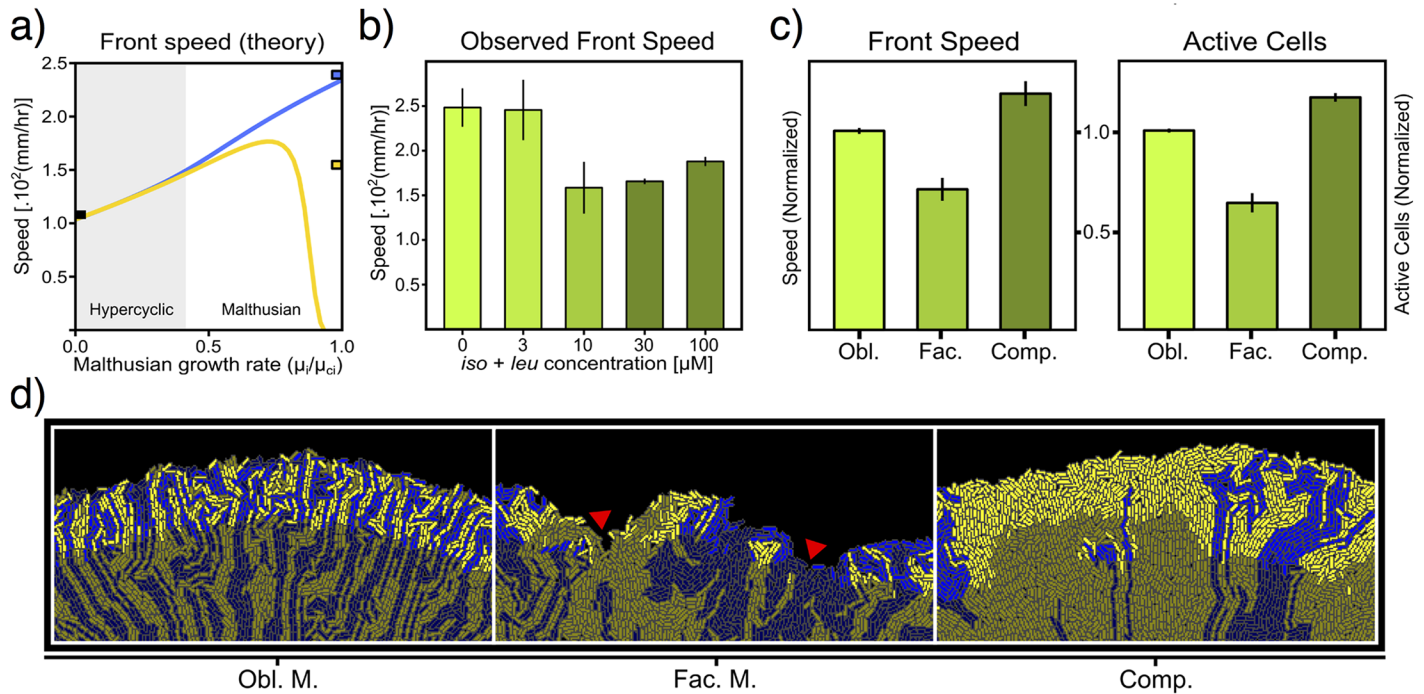 a)
Front speed (theory)
Speed [.10²(mm/hr)]
2.5
2.0
1.5
1.0
0.5
Hypercyclic
Malthusian
0.0
0.5
1.0
Malthusian growth rate (μi/μci)
b)
Observed Front Speed
Speed [.10²(mm/hr)]
2.5
2.0
1.5
1.0
0.5
0
3
10
30
100
iso + leu concentration [μM]
c)
Front Speed
Speed (Normalized)
Obl.
Fac.
Comp.
1.0
0.5
Active Cells
Active Cells (Normalized)
Obl.
Fac.
Comp.
d)
Obl. M.
Fac. M.
Comp.